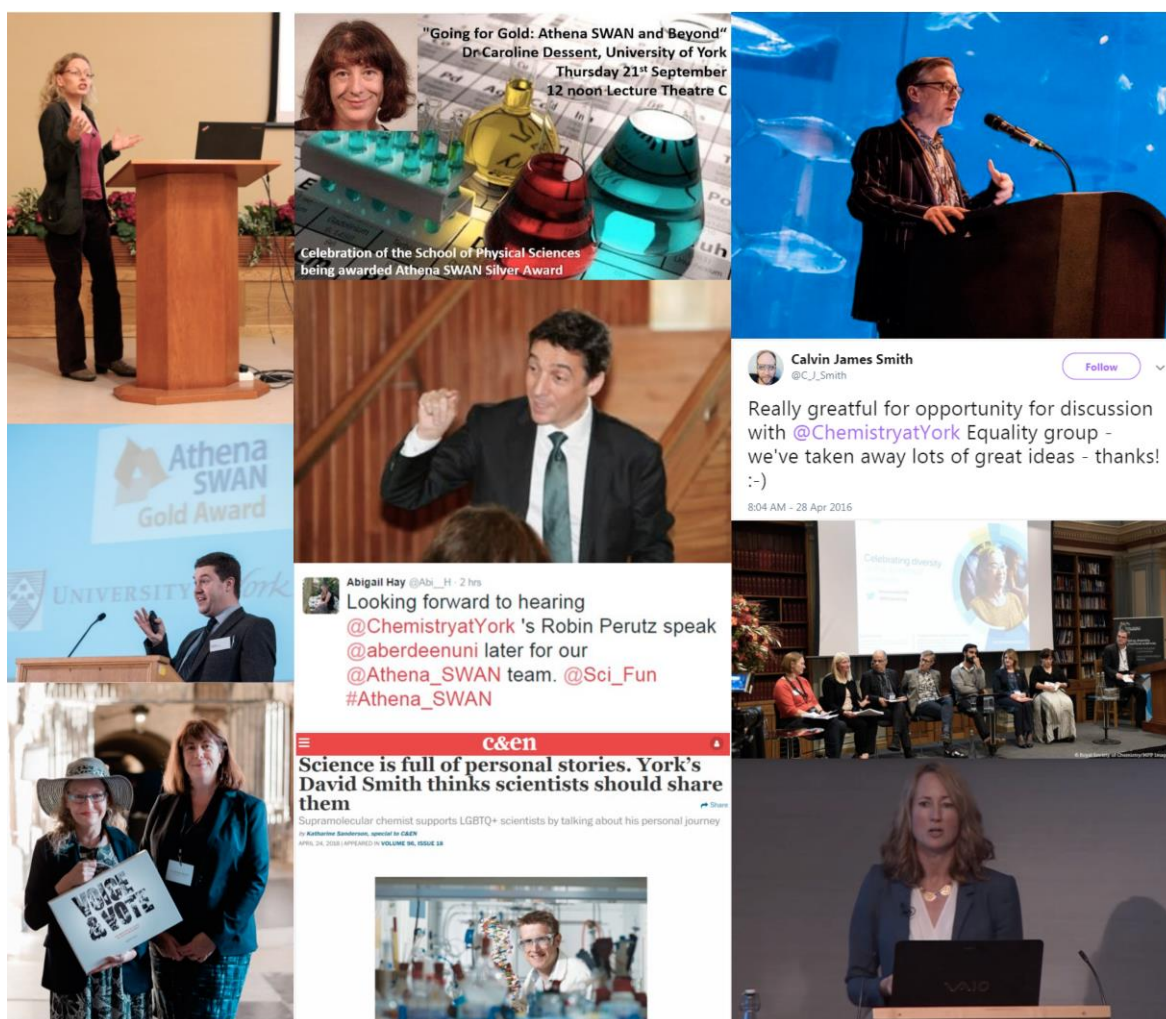 "Going for Gold: Athena SWAN and Beyond“
Dr Caroline Dessent, University of York
Thursday 21st September
12 noon Lecture Theatre C
Celebration of the School of Physical Sciences
being awarded Athena SWAN Silver Award
Athena
SWAN
Gold Award
UNIVERSITY
York
VOICE
& VOTE
Abigail Hay @Abi__H · 2 hrs
Looking forward to hearing
@ChemistryatYork 's Robin Perutz speak
@aberdeenuni later for our
@Athena_SWAN team. @Sci_Fun
#Athena_SWAN
c&en
Science is full of personal stories. York's
David Smith thinks scientists should share
them
Share
Supramolecular chemist supports LGBTQ+ scientists by talking about his personal journey
by Katharine Sanderson, special to C&EN
APRIL 24, 2018 | APPEARED IN VOLUME 96, ISSUE 18
Calvin James Smith
@C_J_Smith
Follow
Really greatful for opportunity for discussion
with @ChemistryatYork Equality group -
we've taken away lots of great ideas - thanks!
:-)
8:04 AM - 28 Apr 2016
Celebrating diversity
© Royal Society of Chemistry/MPP Image
VAIO